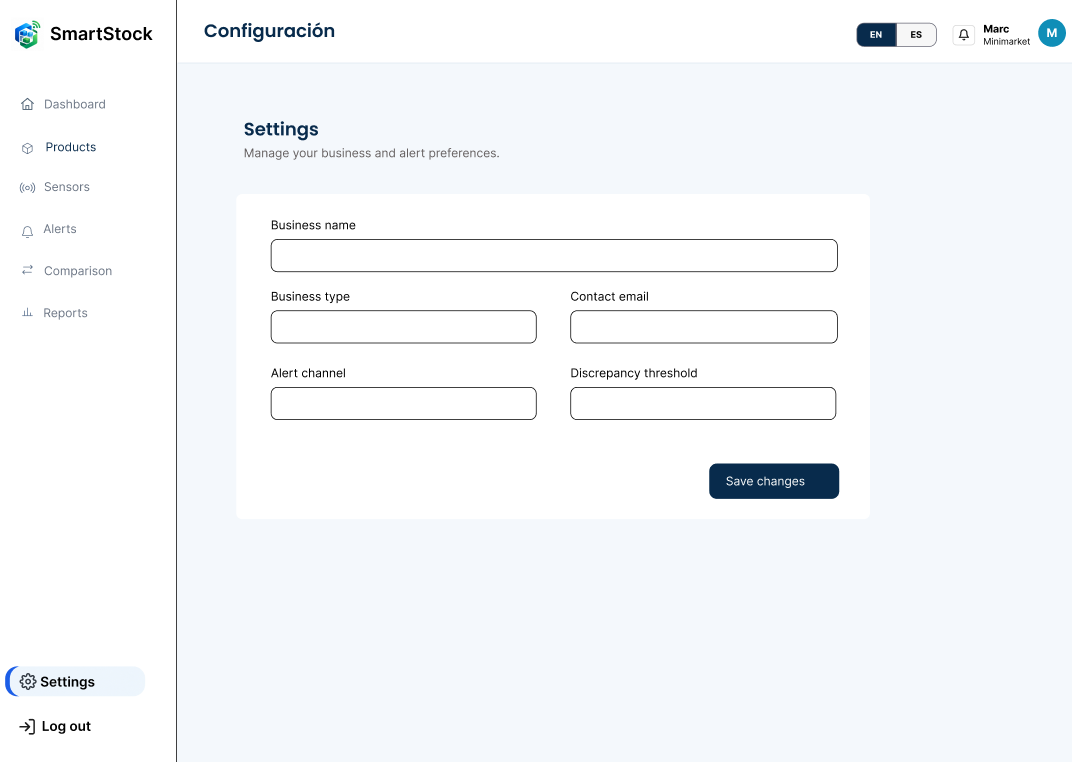 SmartStock
Configuración
EN
ES
Marc
Minimarket
M
Dashboard
Products
Sensors
Alerts
Comparison
Reports
Settings
Manage your business and alert preferences.
Business name
Business type
Contact email
Alert channel
Discrepancy threshold
Save changes
Settings
Log out